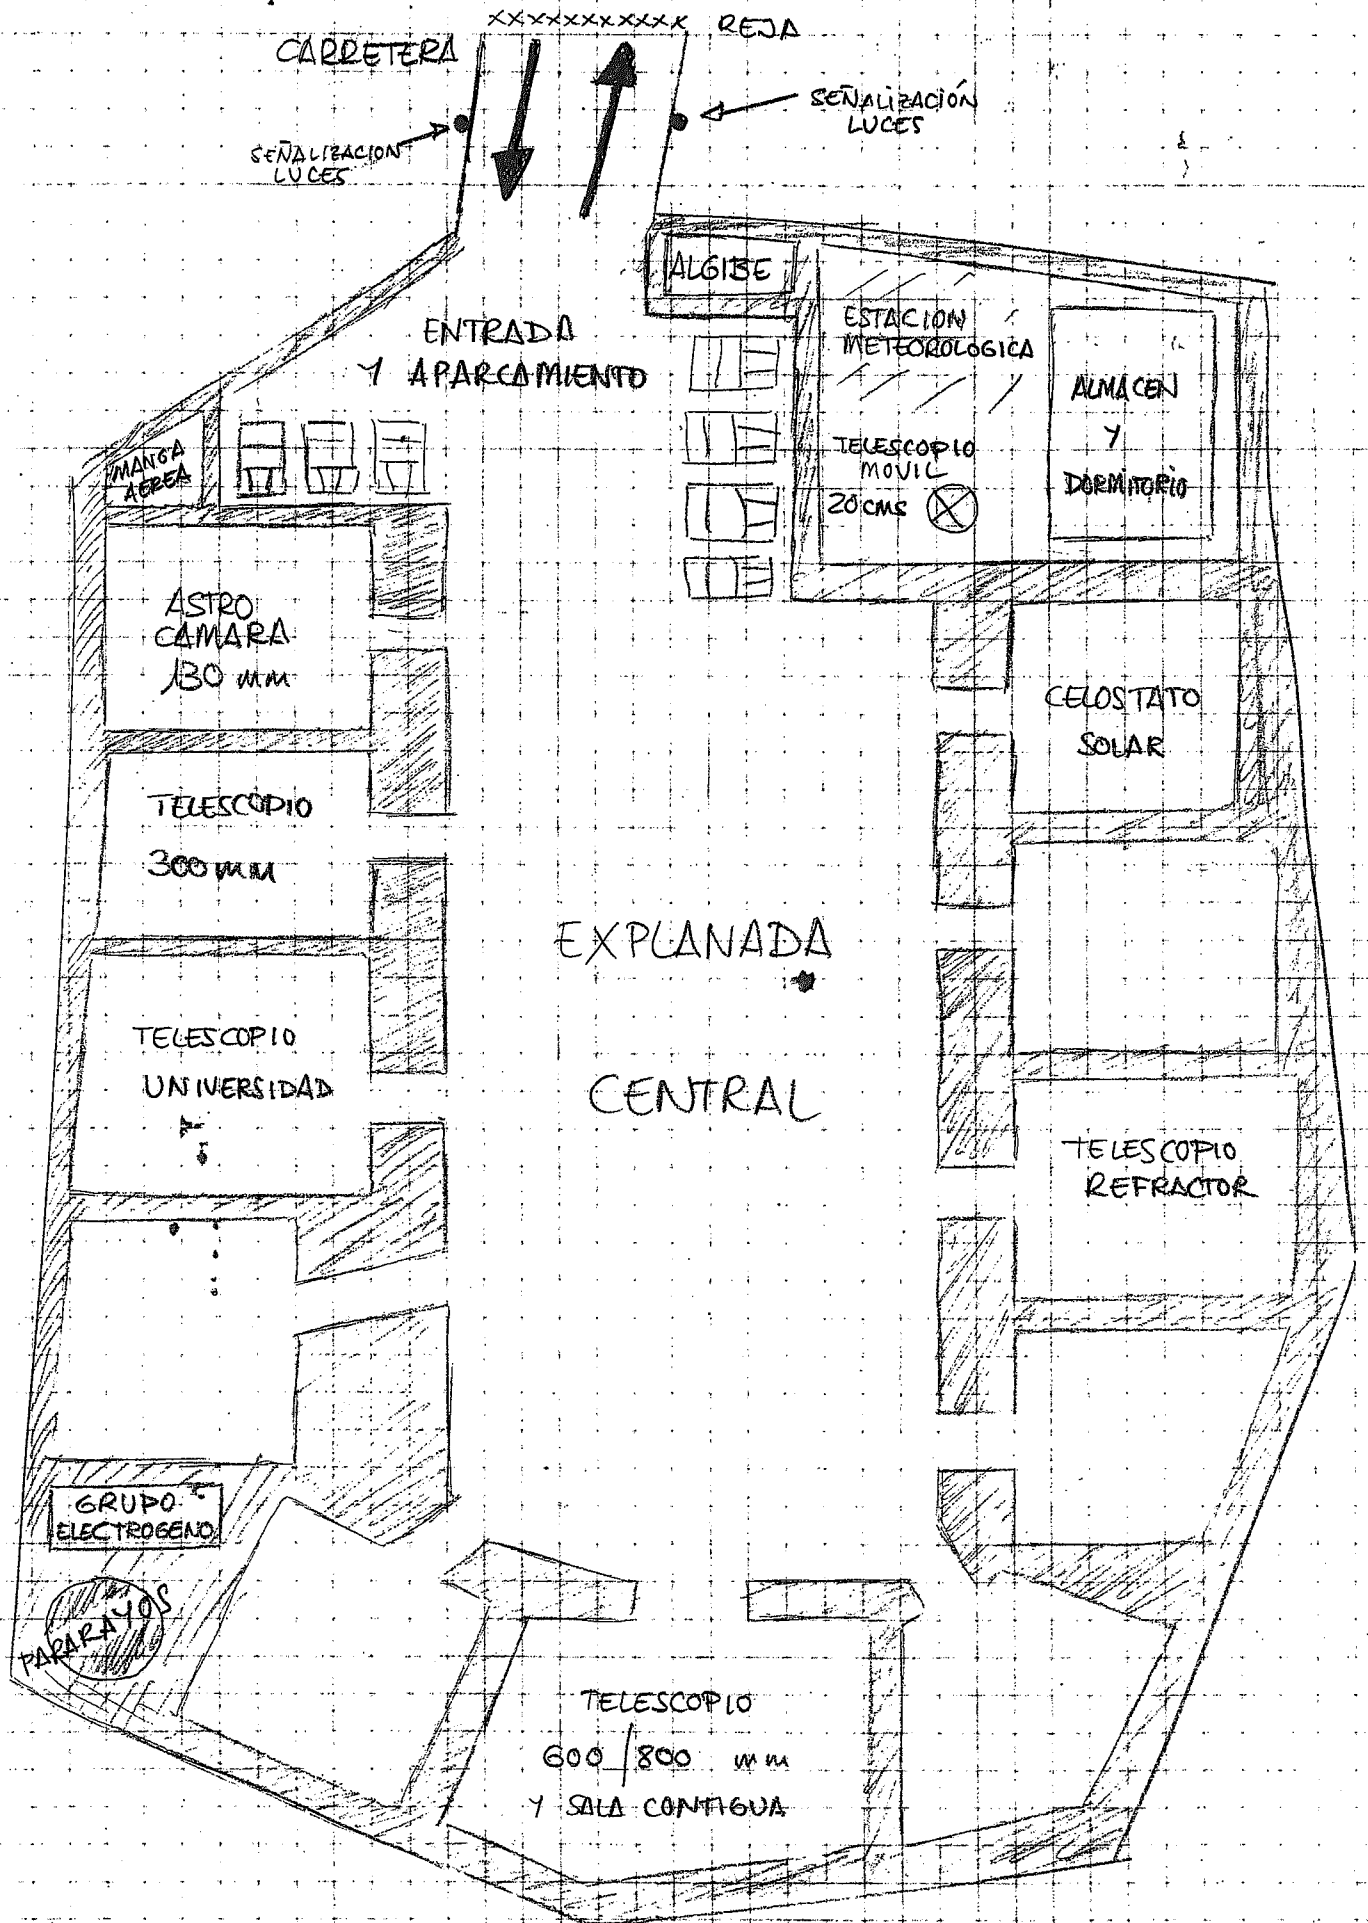 REJA
CARRETERA
SEÑALIZACIÓN
LUCES
SEÑALIZACION
LUCES
ALGIBE
ENTRADA
Y APARCAMIENTO
ESTACION
METEOROLOGICA
ALMACEN
Y
DORMITORIO
MANGA
AEREA
TELESCOPIO
MOVIL
20 cms
ASTRO
CAMARA
130 mm
CELOSTATO
SOLAR
TELESCOPIO
300 mm
EXPLANADA
CENTRAL
TELESCOPIO
UNIVERSIDAD
TELESCOPIO
REFRACTOR
GRUPO
ELECTROGENO
PARARAYOS
TELESCOPIO
600/800 mm
Y SALA CONTIGUA